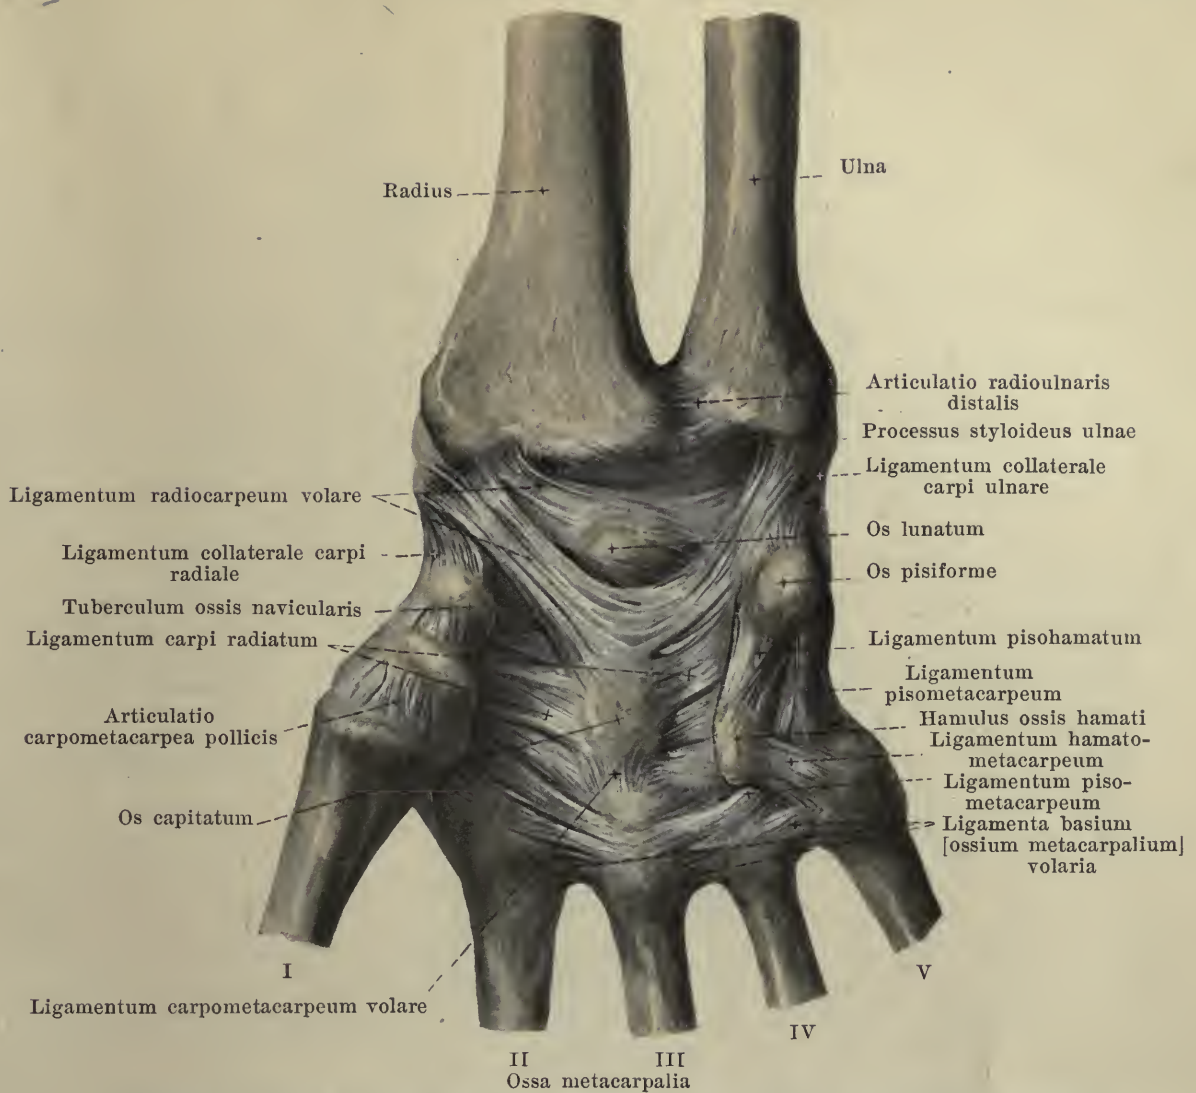 Radius
Ulna
Articulatio radioulnaris
distalis
Processus styloideus ulnae
Ligamentum collaterale
carpi ulnare
Ligamentum radiocarpeum volare
Os lunatum
Ligamentum collaterale carpi
radiale
Os pisiforme
Tuberculum ossis navicularis
Ligamentum carpi radiatum
Ligamentum pisohamatum
Ligamentum
pisometacarpeum
Articulatio
carpometacarpea pollicis
Hamulus ossis hamati
Ligamentum hamato-
metacarpeum
Ligamentum piso-
metacarpeum
Os capitatum
Ligamenta basium
[ossium metacarpalium]
volaria
I
V
Ligamentum carpometacarpeum volare
IV
II III
Ossa metacarpalia